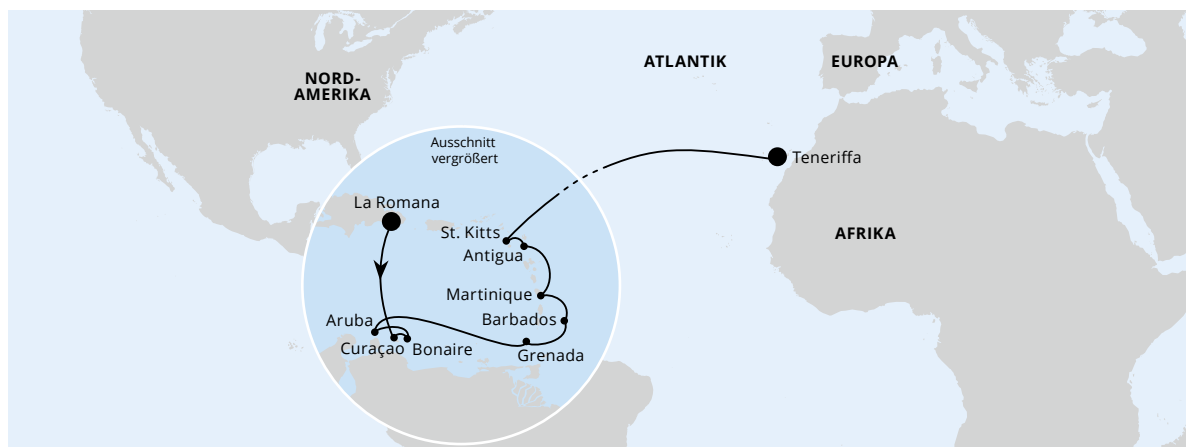 NORD-
AMERIKA
ATLANTIK
EUROPA
Ausschnitt
vergrößert
Teneriffa
La Romana
St. Kitts
Antigua
AFRIKA
Martinique
Aruba
Barbados
Curaçao
Bonaire
Grenada